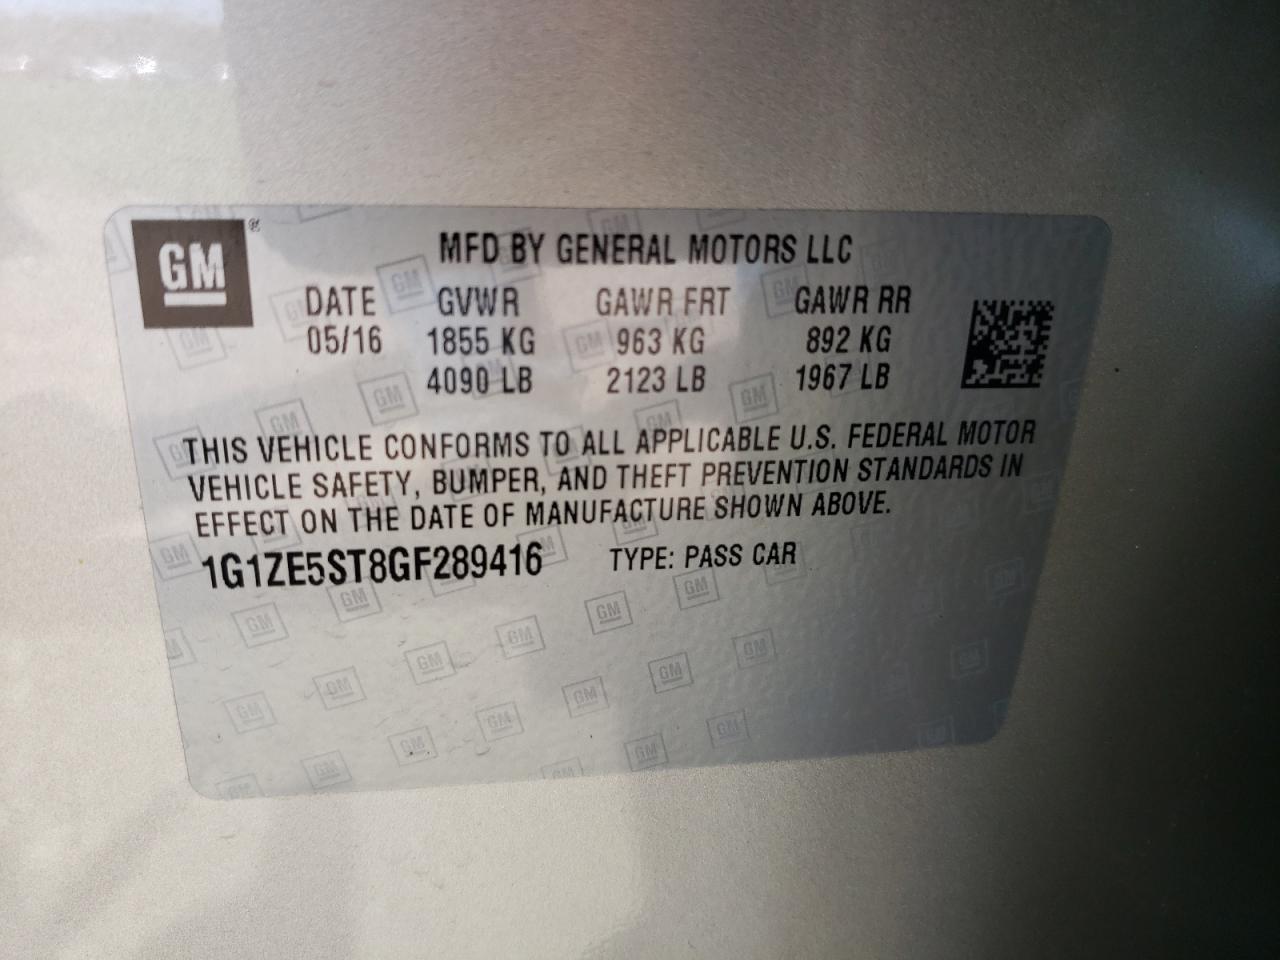 GM®
MFD BY GENERAL MOTORS LLC
DATE GVWR GAWR FRT GAWR RR
05/16 1855 KG 963 KG 892 KG
4090 LB 2123 LB 1967 LB
THIS VEHICLE CONFORMS TO ALL APPLICABLE U.S. FEDERAL MOTOR
VEHICLE SAFETY, BUMPER, AND THEFT PREVENTION STANDARDS IN
EFFECT ON THE DATE OF MANUFACTURE SHOWN ABOVE.
1G1ZE5ST8GF289416 TYPE: PASS CAR